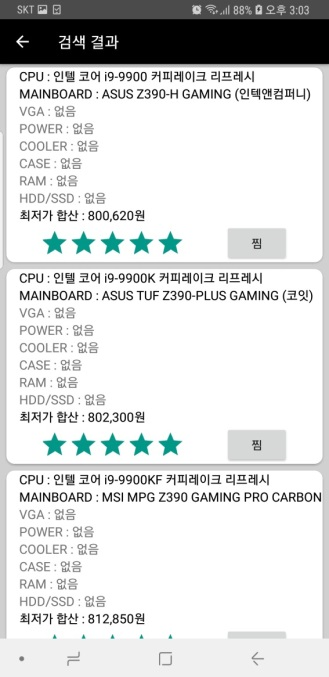 SKT 88% 오후 3:03
검색 결과
CPU : 인텔 코어 i9-9900 커피레이크 리프레시
MAINBOARD : ASUS Z390-H GAMING (인텍앤컴퍼니)
VGA : 없음
POWER : 없음
COOLER : 없음
CASE : 없음
RAM : 없음
HDD/SSD : 없음
최저가 합산 : 800,620원
찜
CPU : 인텔 코어 i9-9900K 커피레이크 리프레시
MAINBOARD : ASUS TUF Z390-PLUS GAMING (코잇)
VGA : 없음
POWER : 없음
COOLER : 없음
CASE : 없음
RAM : 없음
HDD/SSD : 없음
최저가 합산 : 802,300원
찜
CPU : 인텔 코어 i9-9900KF 커피레이크 리프레시
MAINBOARD : MSI MPG Z390 GAMING PRO CARBON
VGA : 없음
POWER : 없음
COOLER : 없음
CASE : 없음
RAM : 없음
HDD/SSD : 없음
최저가 합산 : 812,850원